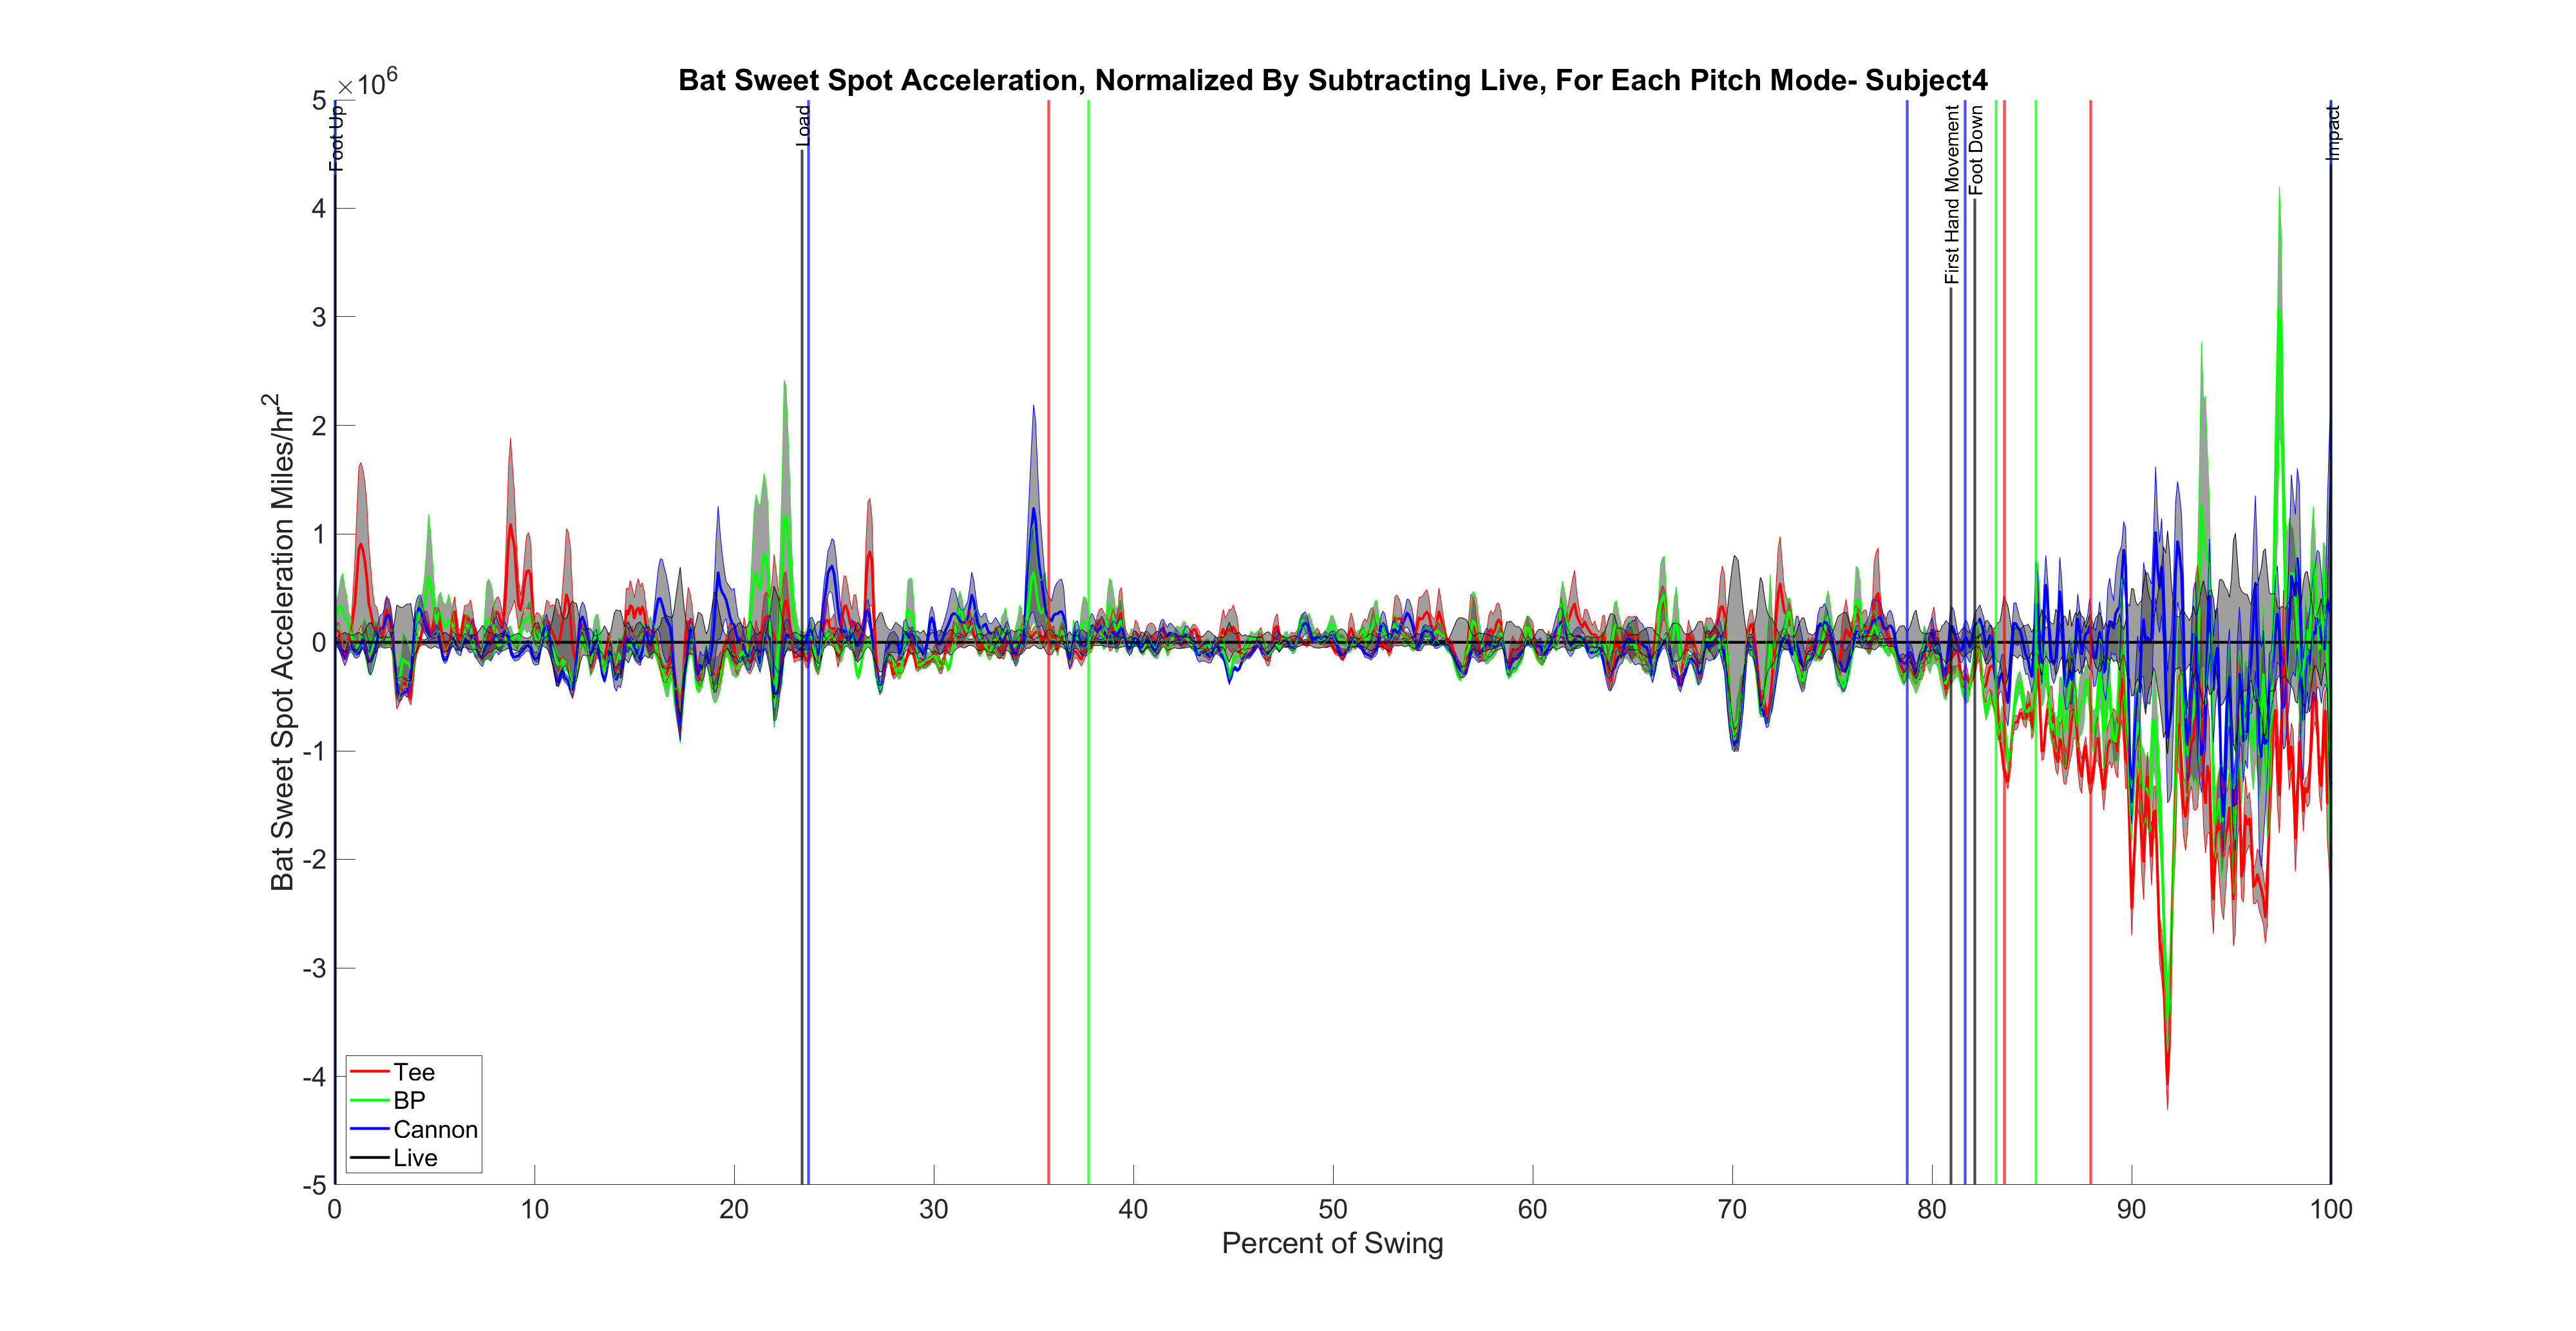 Bat Sweet Spot Acceleration, Normalized By Subtracting Live, For Each Pitch Mode- Subject4
×10^6
5
4
3
2
1
0
-1
-2
-3
-4
-5
Bat Sweet Spot Acceleration Miles/hr^2
Foot Up
Load
First Hand Movement
Foot Down
Impact
Tee
BP
Cannon
Live
0 10 20 30 40 50 60 70 80 90 100
Percent of Swing